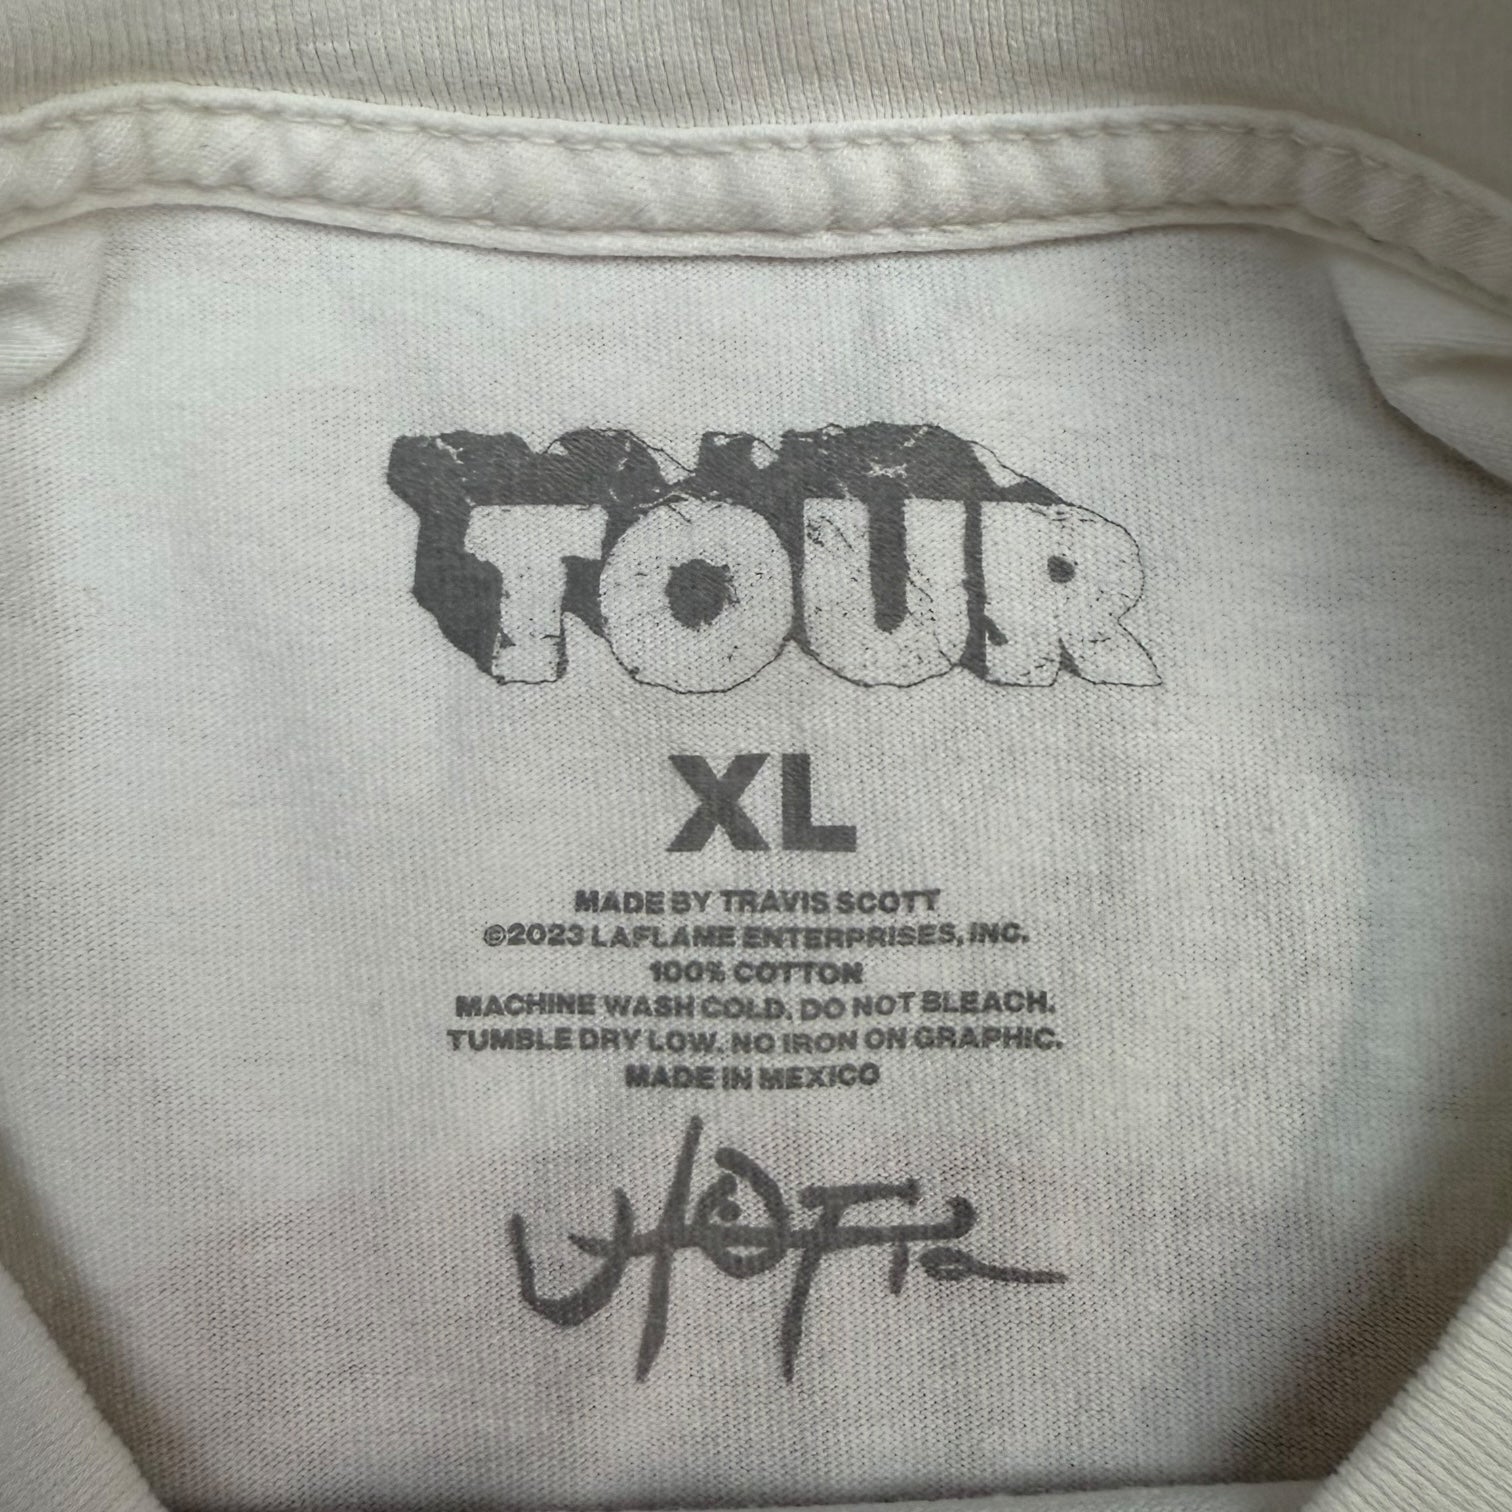 TOUR
XL
MADE BY TRAVIS SCOTT
©2023 LAFLAME ENTERPRISES, INC.
100% COTTON
MACHINE WASH COLD. DO NOT BLEACH.
TUMBLE DRY LOW. NO IRON ON GRAPHIC.
MADE IN MEXICO